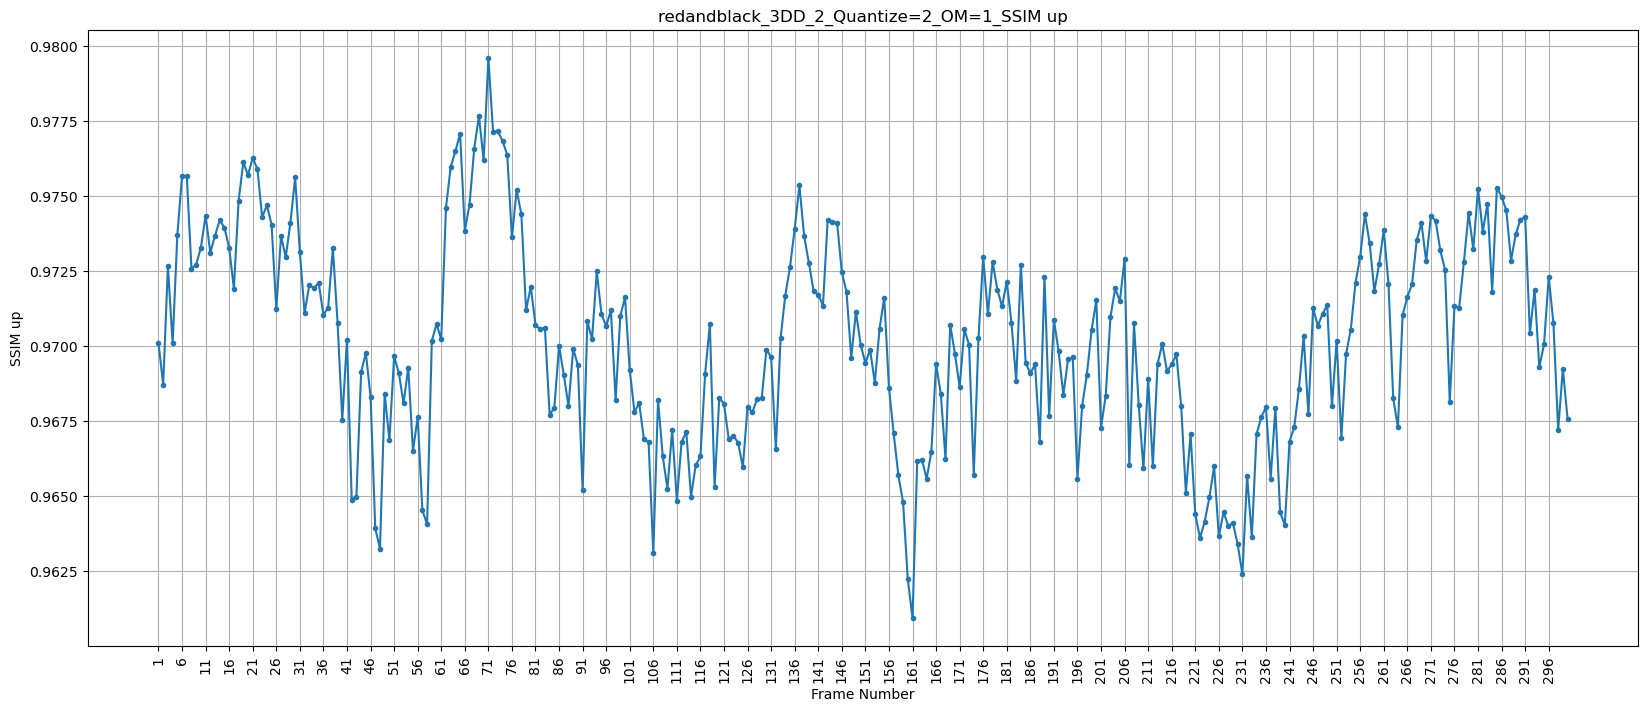 redandblack_3DD_2_Quantize=2_OM=1_SSIM up
0.9800
0.9775
0.9750
0.9725
0.9700
0.9675
0.9650
0.9625
SSIM up
1 6 11 16 21 26 31 36 41 46 51 56 61 66 71 76 81 86 91 96 101 106 111 116 121 126 131 136 141 146 151 156 161 166 171 176 181 186 191 196 201 206 211 216 221 226 231 236 241 246 251 256 261 266 271 276 281 286 291 296
Frame Number